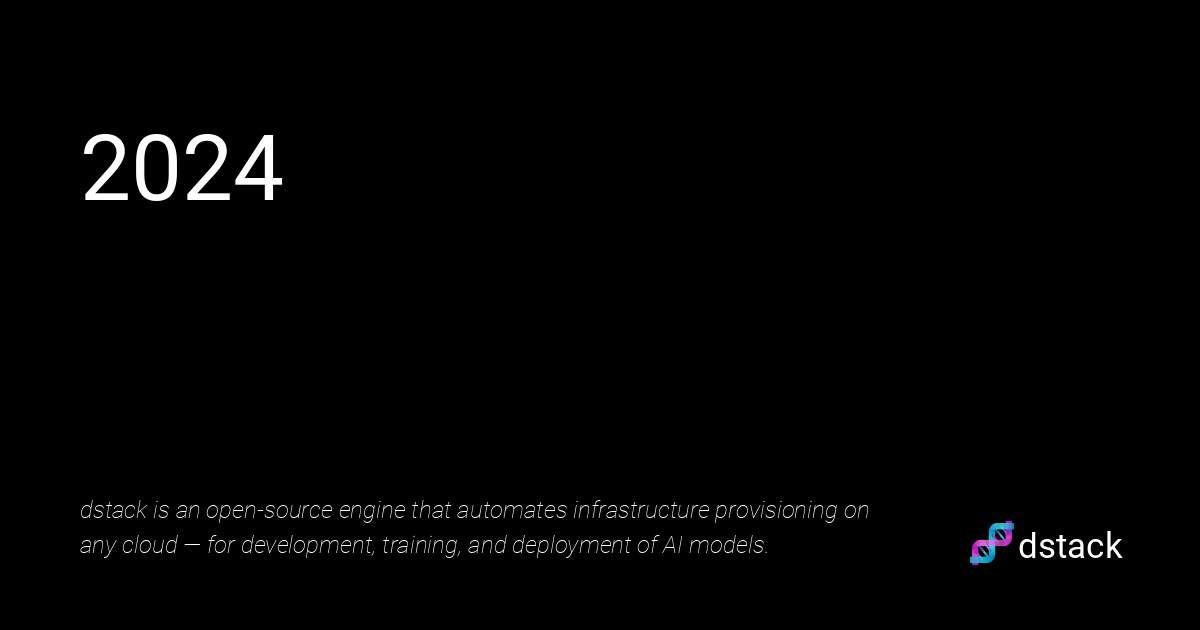 2024
dstack is an open-source engine that automates infrastructure provisioning on
any cloud — for development, training, and deployment of AI models.
dstack